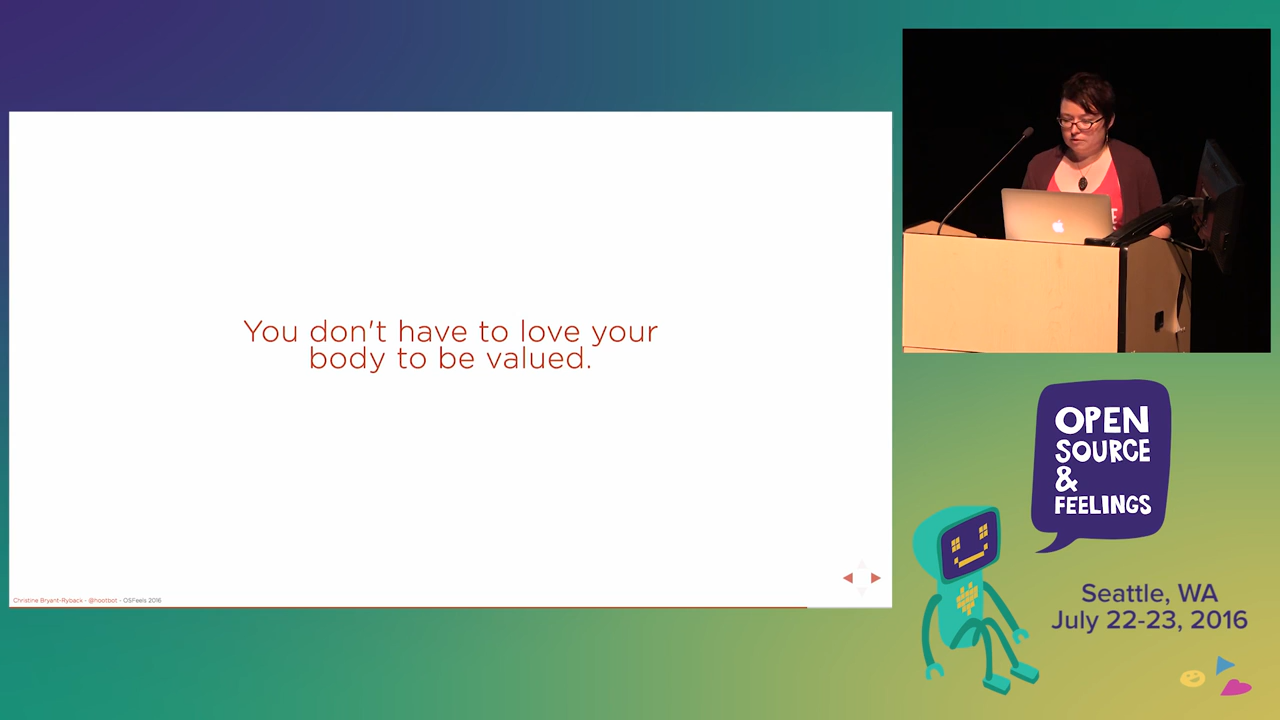 You don't have to love your
body to be valued.
Christine Bryant-Ryback - @hootbot - OSFeels 2016
OPEN
SOURCE
&
FEELINGS
Seattle, WA
July 22-23, 2016